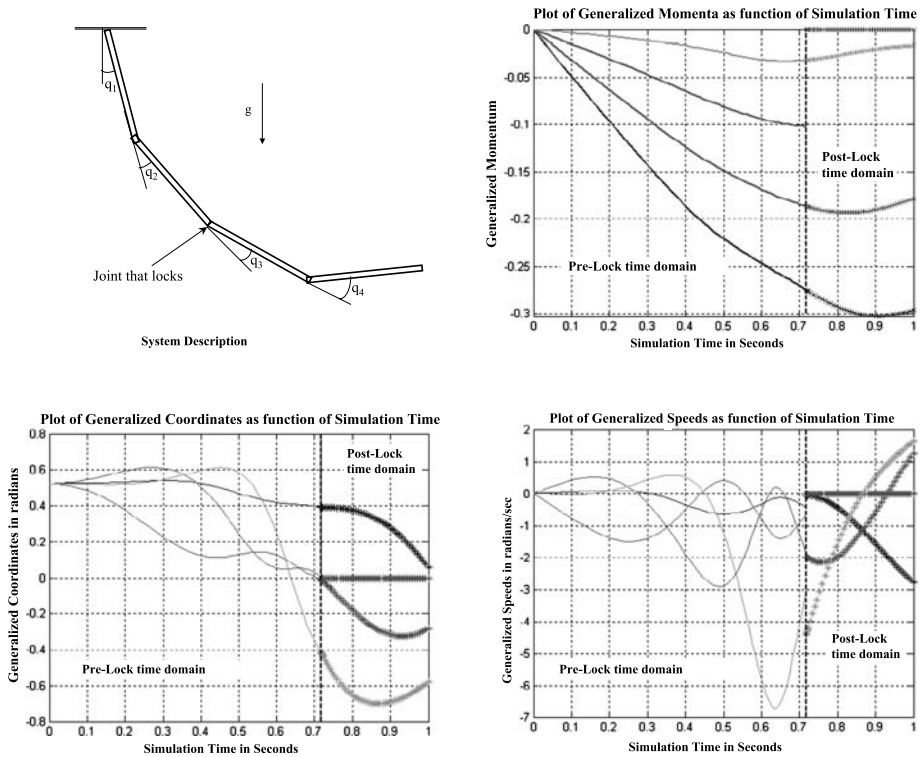 q1
q2
g
Joint that locks
q3
q4
System Description
Plot of Generalized Momenta as function of Simulation Time
Generalized Momentum
0
-0.05
-0.1
-0.15
-0.2
-0.25
-0.3
Post-Lock
time domain
Pre-Lock time domain
0 0.1 0.2 0.3 0.4 0.5 0.6 0.7 0.8 0.9 1
Simulation Time in Seconds
Plot of Generalized Coordinates as function of Simulation Time
Generalized Coordinates in radians
0.8
0.6
0.4
0.2
0
-0.2
-0.4
-0.6
-0.8
Post-Lock
time domain
Pre-Lock time domain
0 0.1 0.2 0.3 0.4 0.5 0.6 0.7 0.8 0.9 1
Simulation Time in Seconds
Plot of Generalized Speeds as function of Simulation Time
Generalized Speeds in radians/sec
2
1
0
-1
-2
-3
-4
-5
-6
-7
Pre-Lock time domain
Post-Lock
time domain
0 0.1 0.2 0.3 0.4 0.5 0.6 0.7 0.8 0.9 1
Simulation Time in Seconds